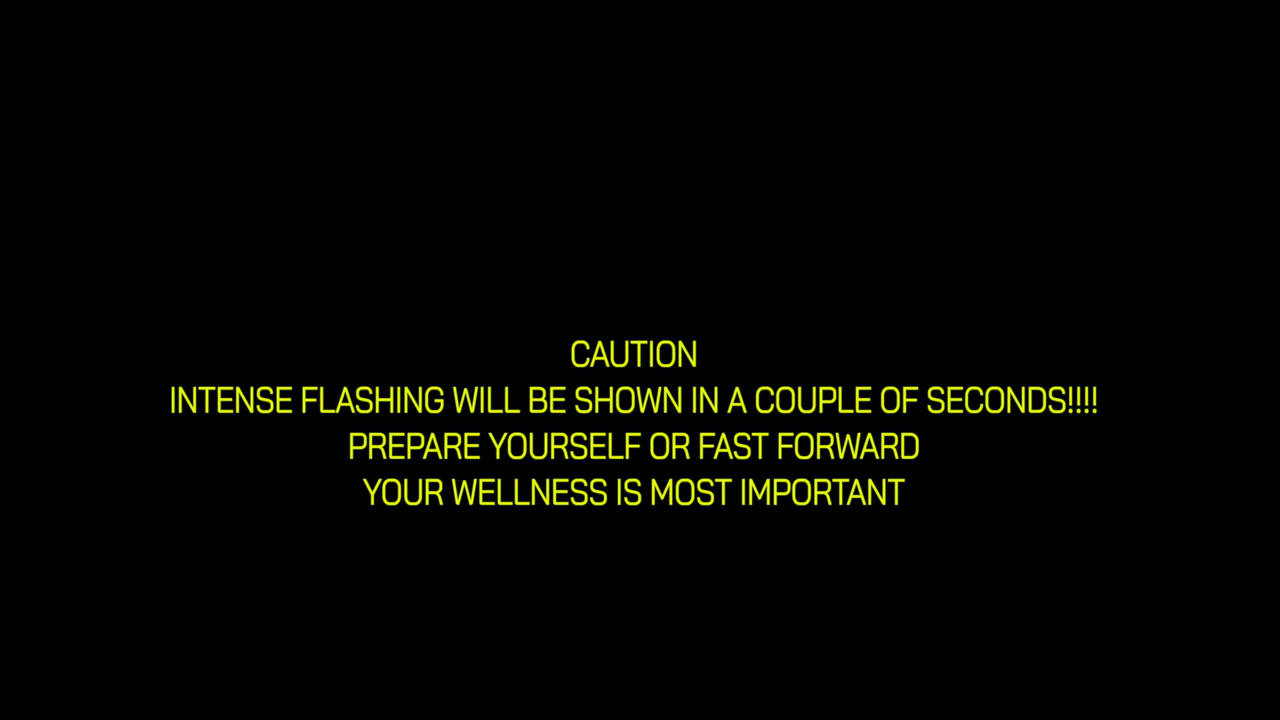 CAUTION
INTENSE FLASHING WILL BE SHOWN IN A COUPLE OF SECONDS!!!!
PREPARE YOURSELF OR FAST FORWARD
YOUR WELLNESS IS MOST IMPORTANT